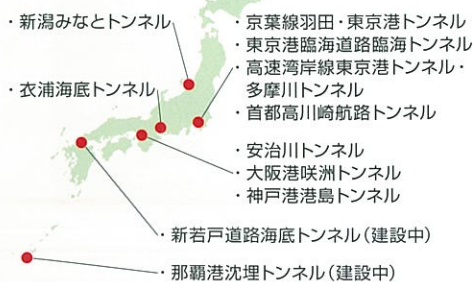 ・新潟みなとトンネル
・衣浦海底トンネル
・京葉線羽田・東京港トンネル
・東京港臨海道路臨海トンネル
・高速湾岸線東京港トンネル・
多摩川トンネル
・首都高川崎航路トンネル
・安治川トンネル
・大阪港咲洲トンネル
・神戸港港島トンネル
・新若戸道路海底トンネル(建設中)
・那覇港沈埋トンネル(建設中)